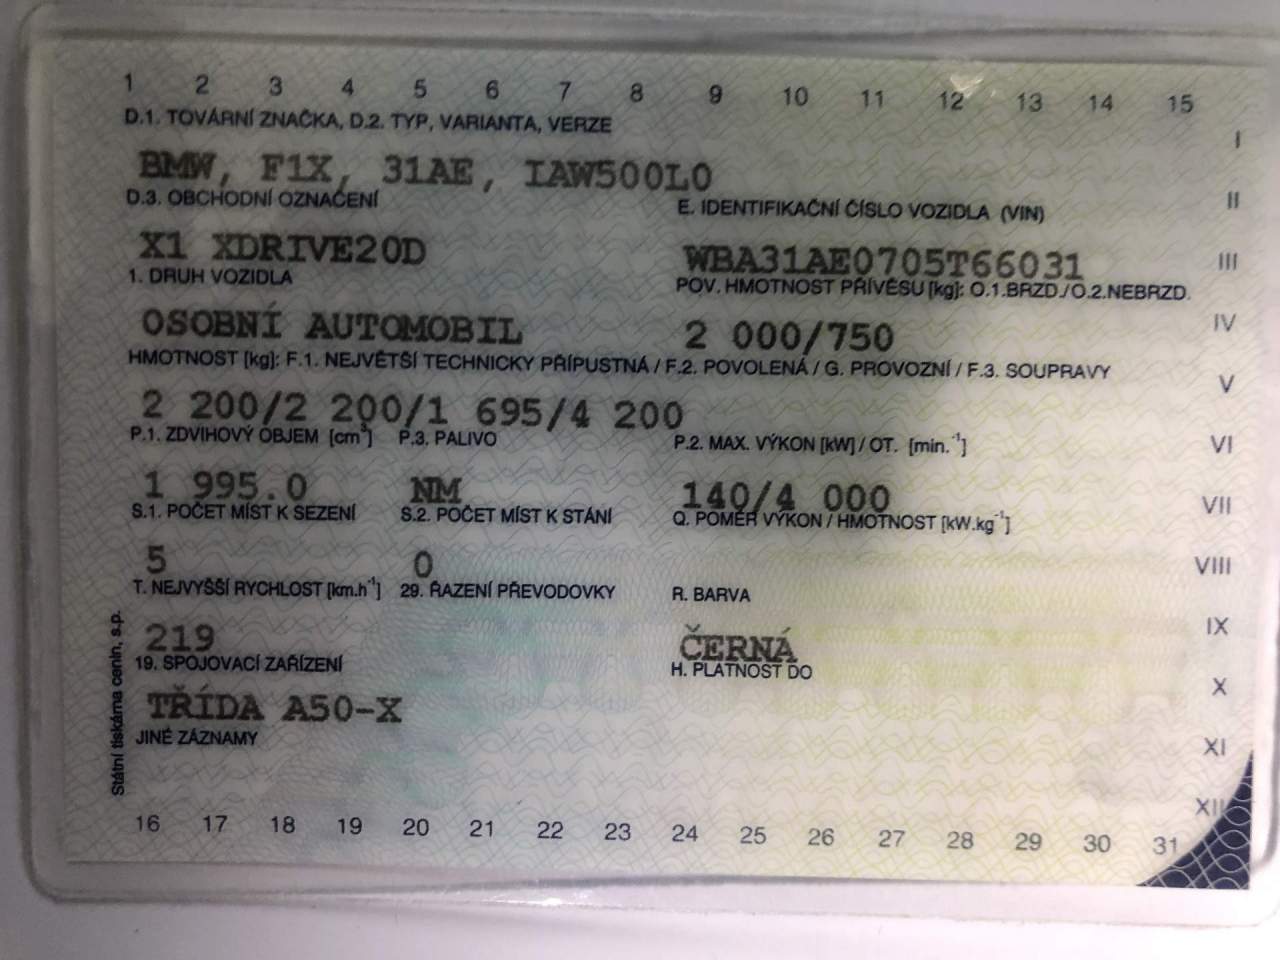 1 2 3 4 5 6 7 8 9 10 11 12 13 14 15
D.1. TOVÁRNÍ ZNAČKA, D.2. TYP, VARIANTA, VERZE
I
BMW, F1X, 31AE, IAW500L0
D.3. OBCHODNÍ OZNAČENÍ E. IDENTIFIKAČNÍ ČÍSLO VOZIDLA (VIN)
II
X1 XDRIVE20D WBA31AE0705T66031
III
1. DRUH VOZIDLA POV. HMOTNOST PŘÍVĚSU [kg]: O.1.BRZD./O.2.NEBRZD.
OSOBNÍ AUTOMOBIL 2 000/750
IV
HMOTNOST [kg]: F.1. NEJVĚTŠÍ TECHNICKY PŘÍPUSTNÁ / F.2. POVOLENÁ / G. PROVOZNÍ / F.3. SOUPRAVY
V
2 200/2 200/1 695/4 200
P.1. ZDVIHOVÝ OBJEM [cm³] P.3. PALIVO P.2. MAX. VÝKON [kW] / OT. [min.⁻¹]
VI
1 995.0 NM 140/4 000
VII
S.1. POČET MÍST K SEZENÍ S.2. POČET MÍST K STÁNÍ Q. POMĚR VÝKON / HMOTNOST [kW.kg⁻¹]
5 0
VIII
T. NEJVYŠŠÍ RYCHLOST [km.h⁻¹] 29. ŘAZENÍ PŘEVODOVKY R. BARVA
219 ČERNÁ
IX
19. SPOJOVACÍ ZAŘÍZENÍ H. PLATNOST DO
X
TŘÍDA A50-X
JINÉ ZÁZNAMY
XI
XII
Státní tiskárna cenin, s.p.
16 17 18 19 20 21 22 23 24 25 26 27 28 29 30 31